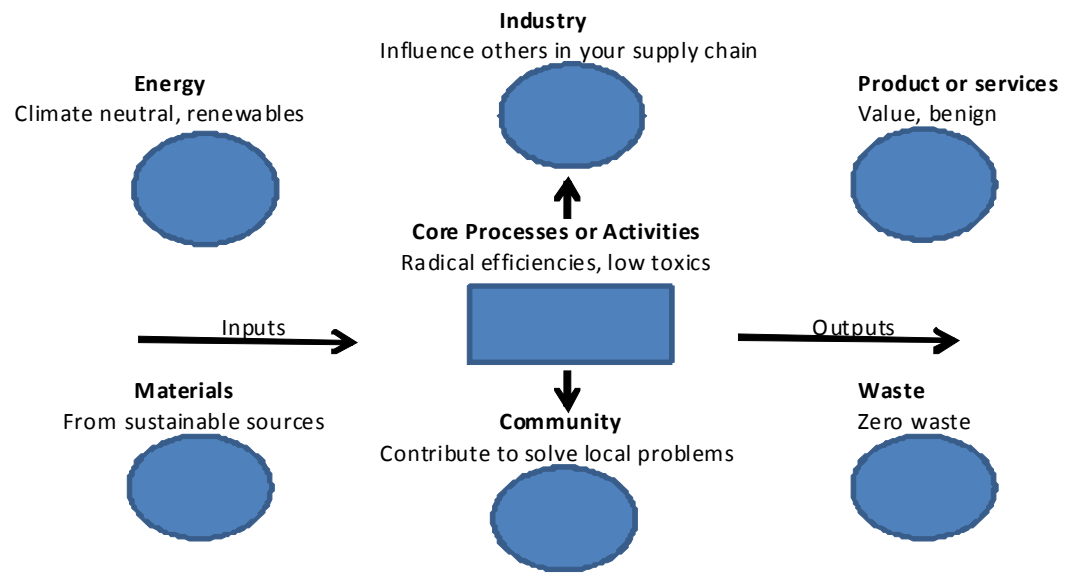 Industry
Influence others in your supply chain
Energy
Climate neutral, renewables
Product or services
Value, benign
Core Processes or Activities
Radical efficiencies, low toxics
Inputs
Outputs
Materials
From sustainable sources
Community
Contribute to solve local problems
Waste
Zero waste